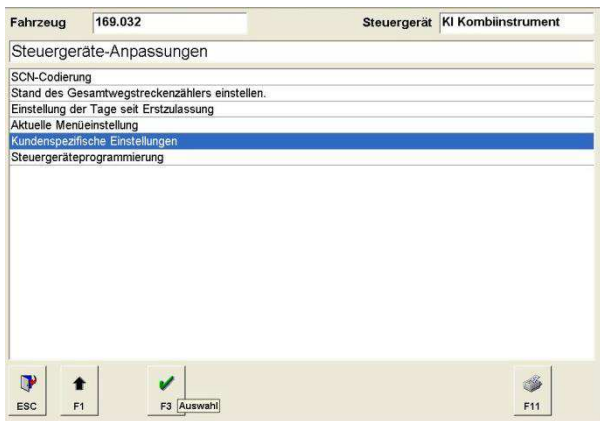 Fahrzeug 169.032 Steuergerät KI Kombiinstrument
Steuergeräte-Anpassungen
SCN-Codierung
Stand des Gesamtwegstreckenzählers einstellen.
Einstellung der Tage seit Erstzulassung
Aktuelle Menüeinstellung
Kundenspezifische Einstellungen
Steuergeräteprogrammierung
ESC F1 F3 Auswahl F11